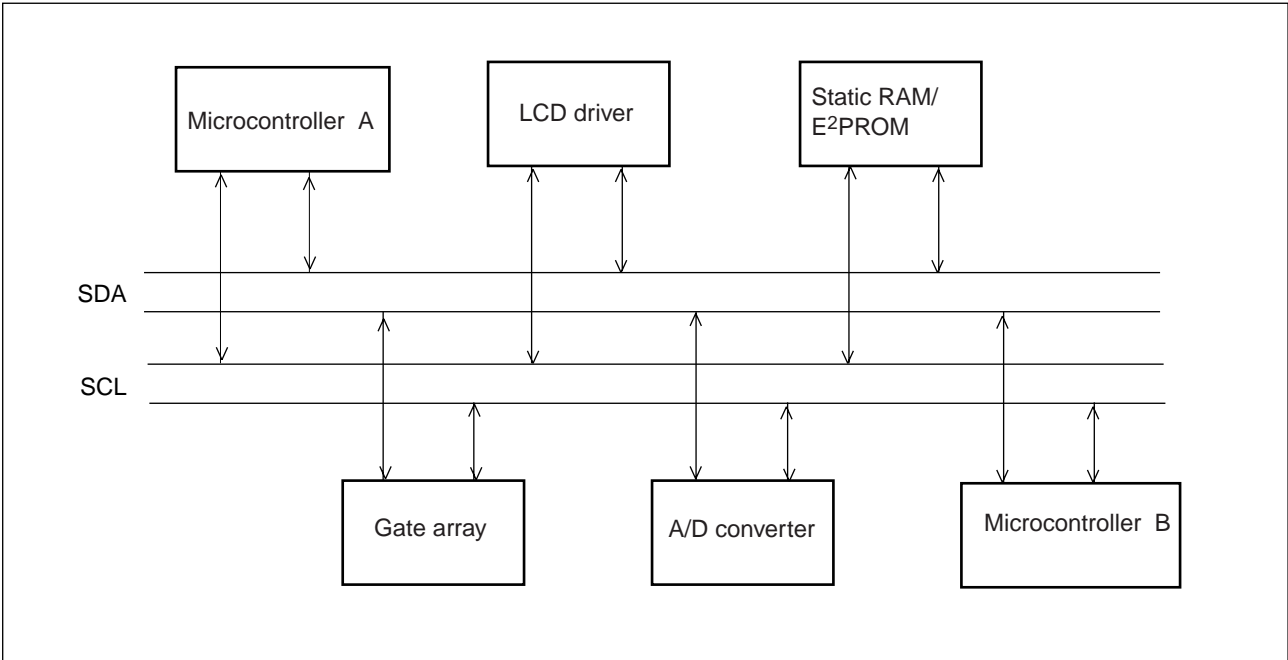 Microcontroller A
LCD driver
Static RAM/
E²PROM
SDA
SCL
Gate array
A/D converter
Microcontroller B